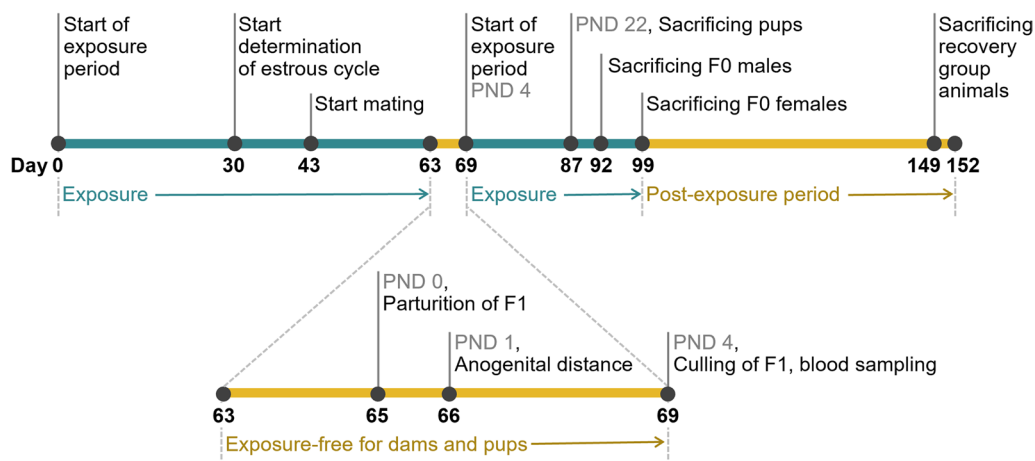 Start of
exposure
period
Start
determination
of estrous cycle
Start mating
Start of
exposure
period
PND 4
PND 22, Sacrificing pups
Sacrificing F0 males
Sacrificing F0 females
Sacrificing
recovery
group
animals
Day 0 30 43 63 69 87 92 99 149 152
Exposure Exposure Post-exposure period
PND 0,
Parturition of F1
PND 1,
Anogenital distance
PND 4,
Culling of F1, blood sampling
63 65 66 69
Exposure-free for dams and pups